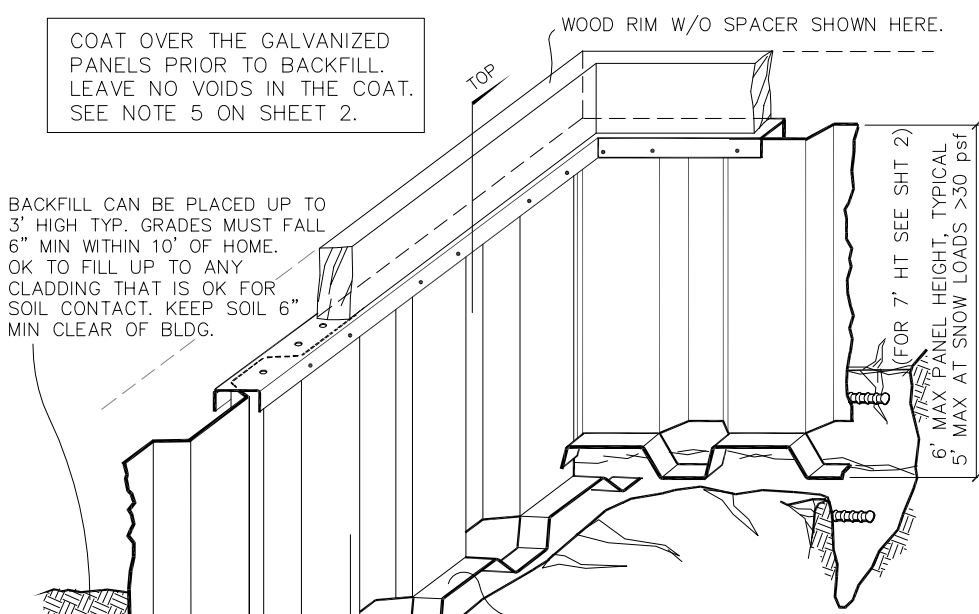 COAT OVER THE GALVANIZED
PANELS PRIOR TO BACKFILL.
LEAVE NO VOIDS IN THE COAT.
SEE NOTE 5 ON SHEET 2.
WOOD RIM W/O SPACER SHOWN HERE.
TOP
BACKFILL CAN BE PLACED UP TO
3' HIGH TYP. GRADES MUST FALL
6" MIN WITHIN 10' OF HOME.
OK TO FILL UP TO ANY
CLADDING THAT IS OK FOR
SOIL CONTACT. KEEP SOIL 6"
MIN CLEAR OF BLDG.
(FOR 7' HT SEE SHT 2)
6' MAX PANEL HEIGHT, TYPICAL
5' MAX AT SNOW LOADS >30 psf